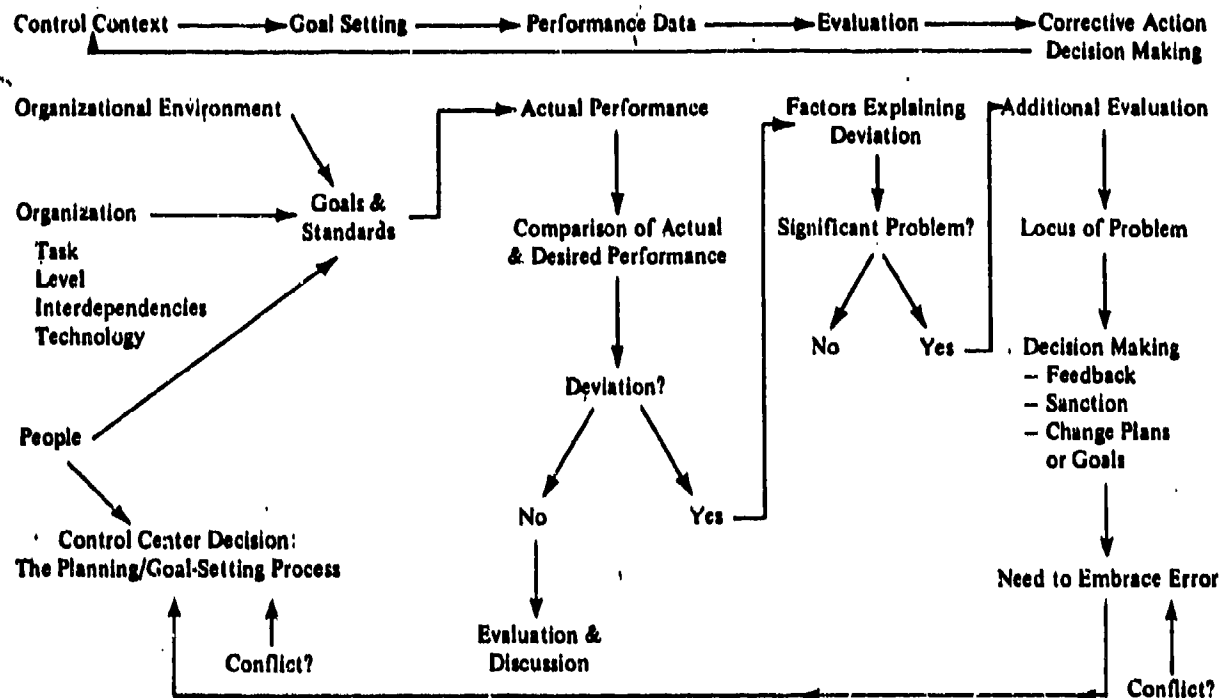 Control Context Goal Setting Performance Data Evaluation Corrective Action
Decision Making
Organizational Environment
Organization
Task
Level
Interdependencies
Technology
People
Control Center Decision:
The Planning/Goal-Setting Process
Conflict?
Goals &
Standards
Actual Performance
Comparison of Actual
& Desired Performance
Deviation?
No Yes
Evaluation &
Discussion
Factors Explaining
Deviation
Significant Problem?
No Yes
Additional Evaluation
Locus of Problem
Decision Making
– Feedback
– Sanction
– Change Plans
or Goals
Need to Embrace Error
Conflict?